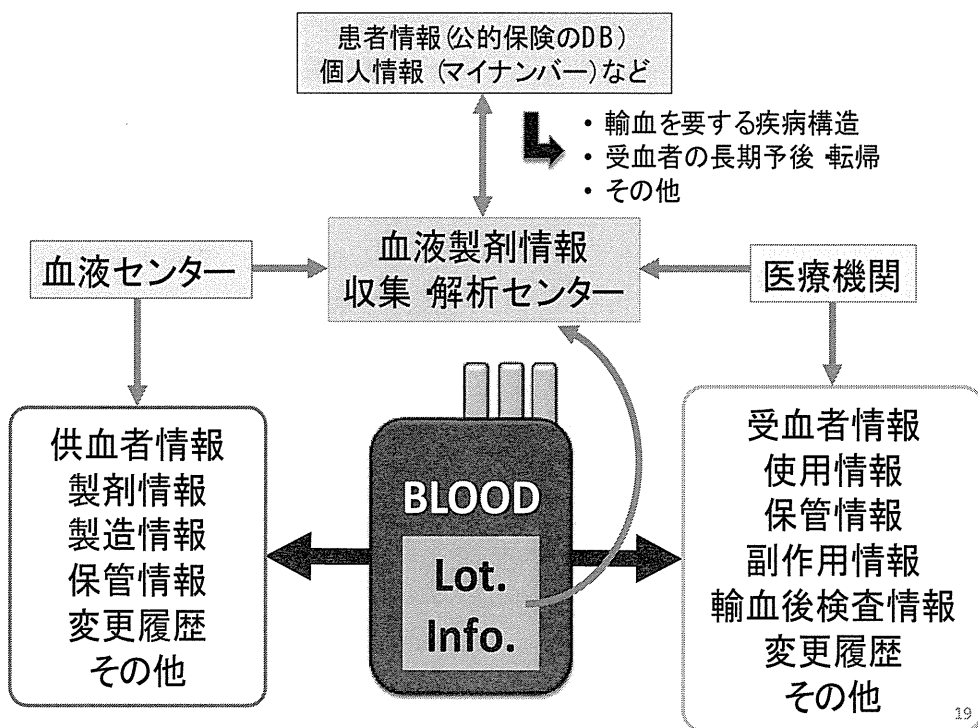 患者情報(公的保険のDB)
個人情報(マイナンバー)など
・輸血を要する疾病構造
・受血者の長期予後・転帰
・その他
血液センター
血液製剤情報
収集・解析センター
医療機関
供血者情報
製剤情報
製造情報
保管情報
変更履歴
その他
BLOOD
Lot.
Info.
受血者情報
使用情報
保管情報
副作用情報
輸血後検査情報
変更履歴
その他
19